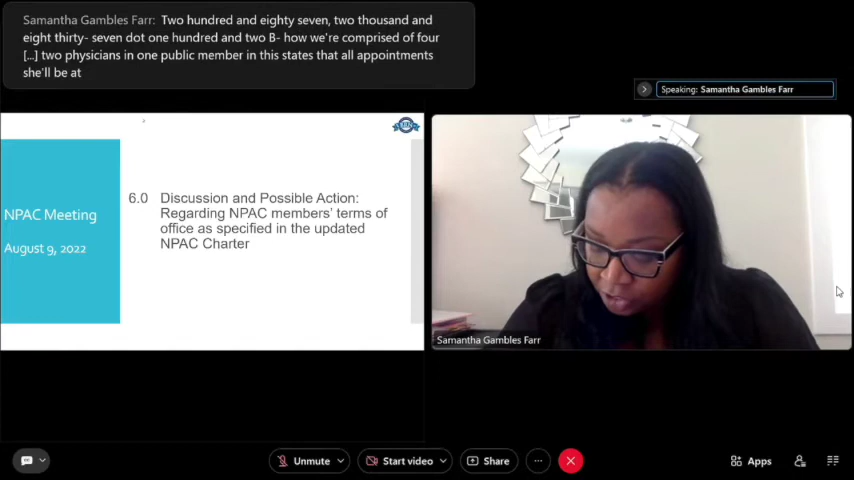 Samantha Gambles Farr: Two hundred and eighty seven, two thousand and
eight thirty- seven dot one hundred and two B- how we're comprised of four
[...] two physicians in one public member in this states that all appointments
she'll be at
Speaking: Samantha Gambles Farr
NPAC Meeting
August 9, 2022
6.0 Discussion and Possible Action:
Regarding NPAC members' terms of
office as specified in the updated
NPAC Charter
Samantha Gambles Farr
Unmute
Start video
Share
Apps